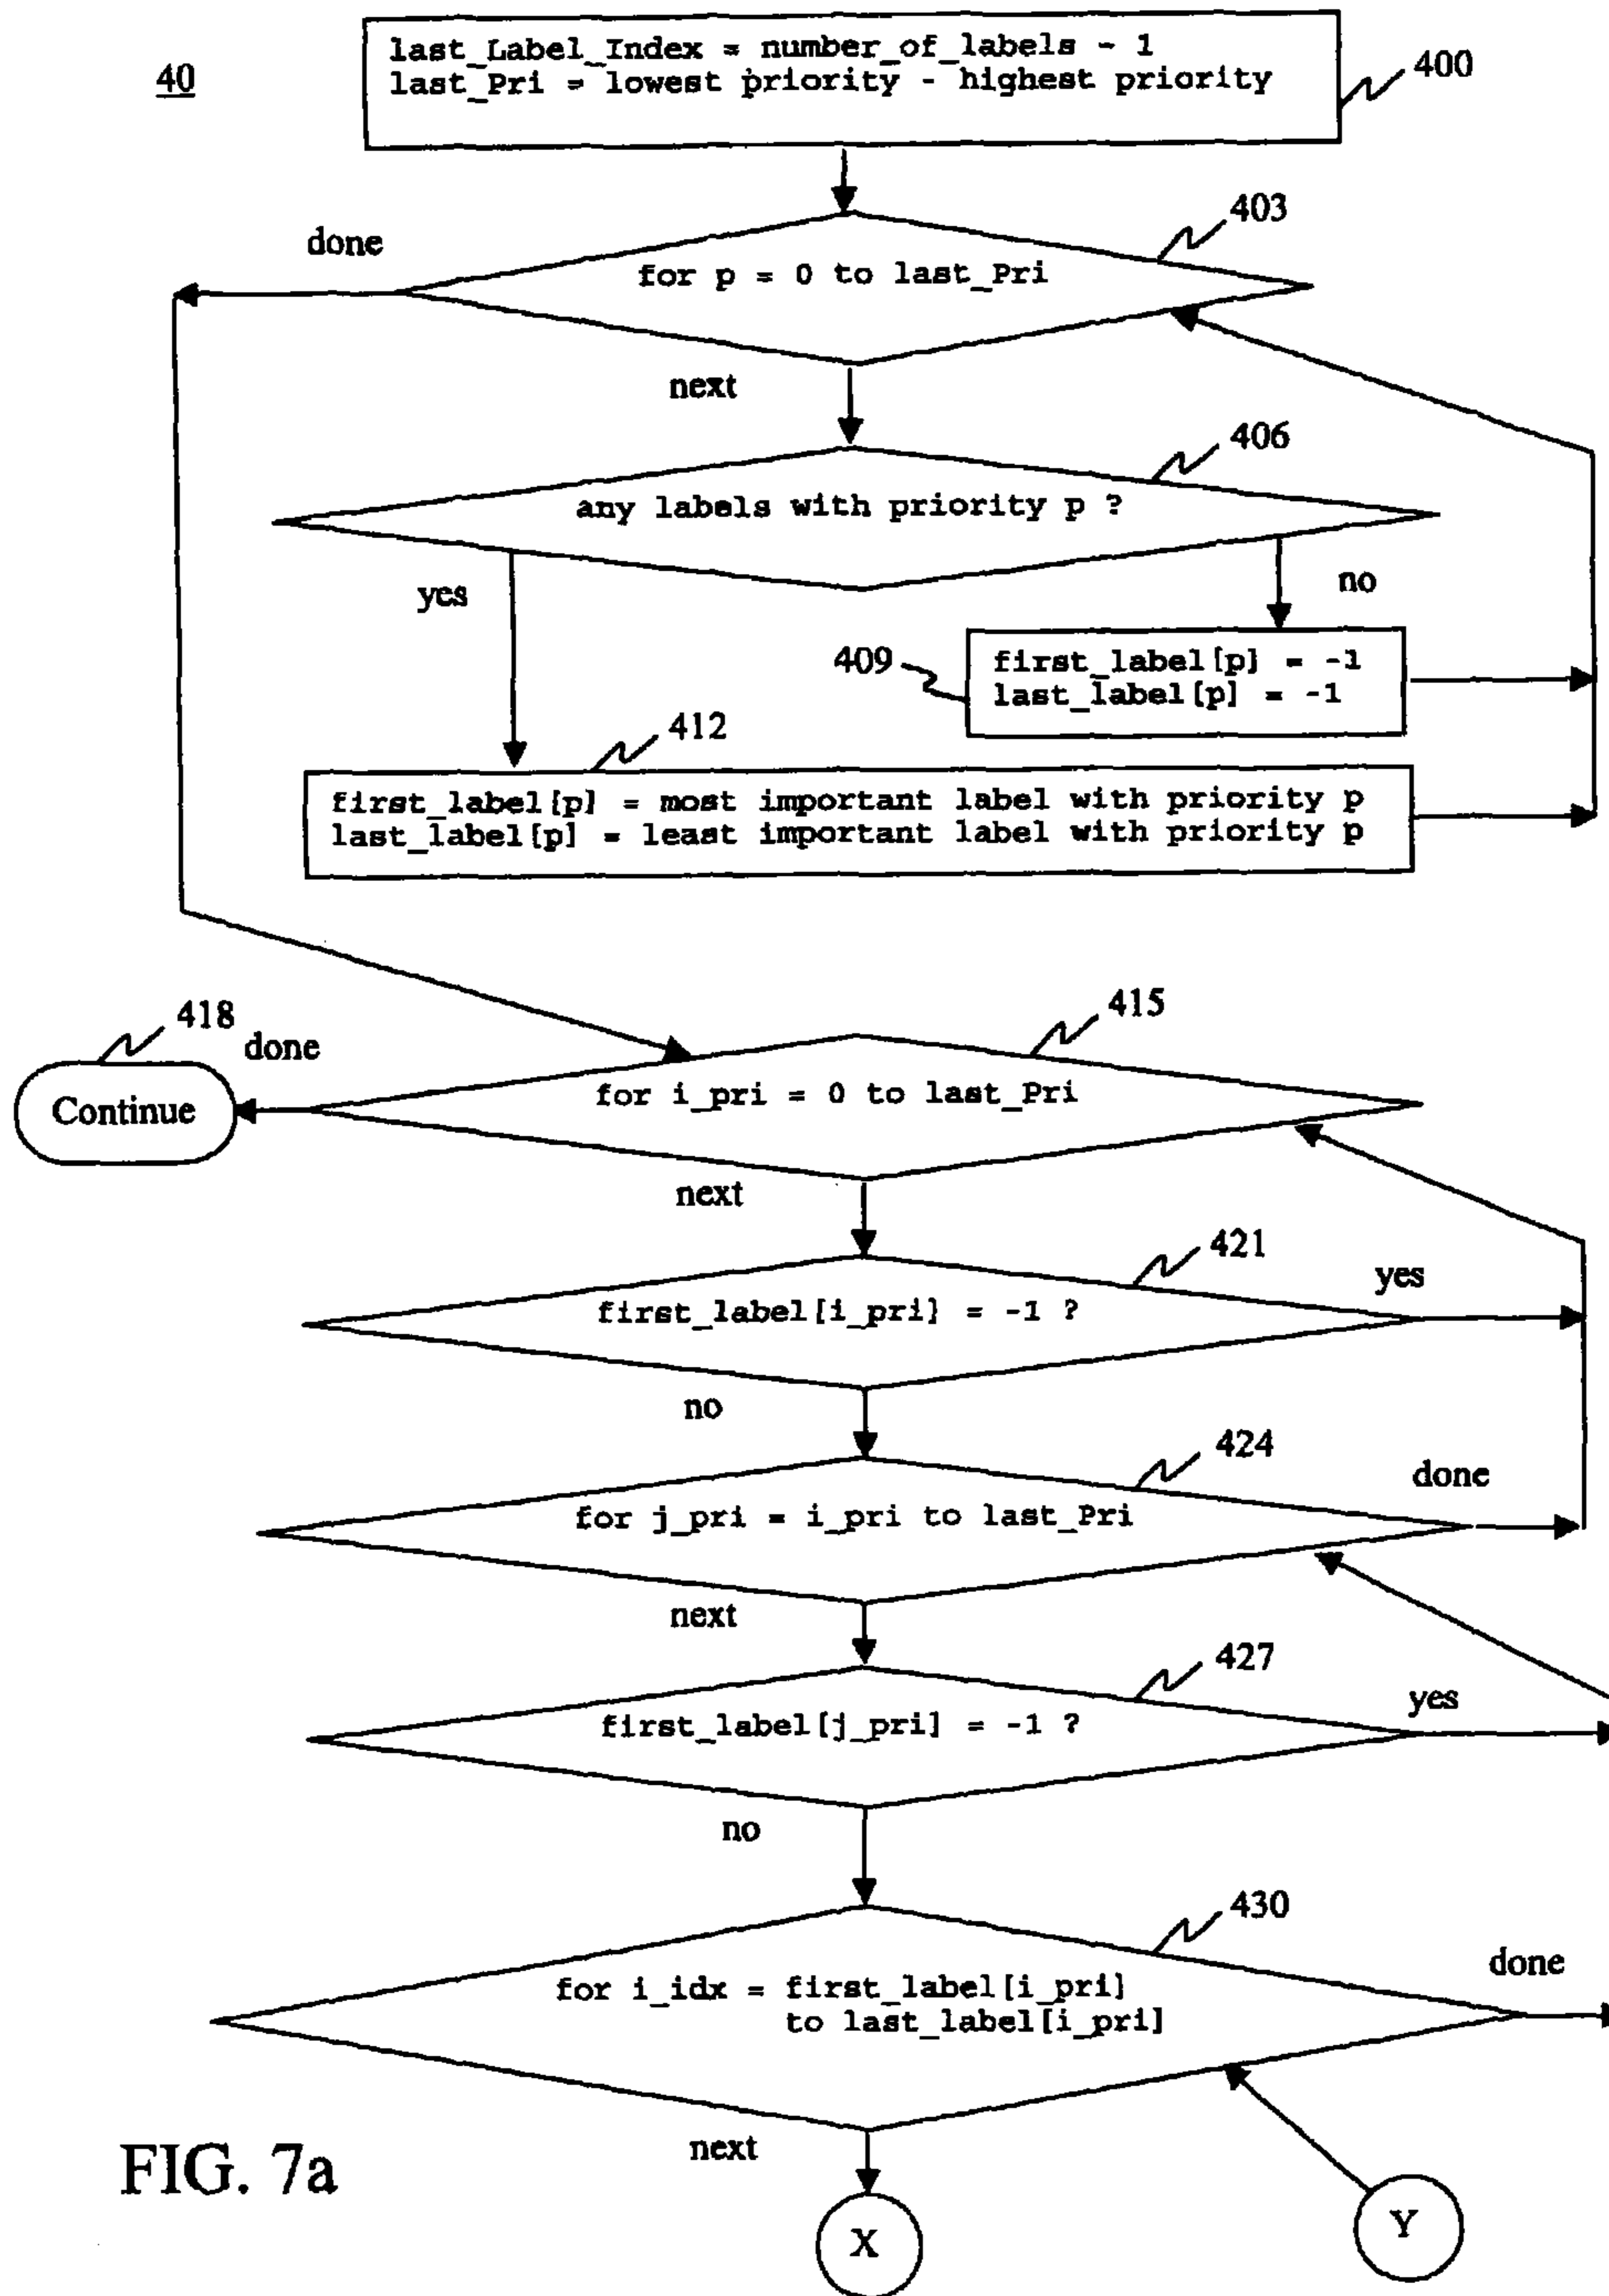 40
last_Label_Index = number_of_labels - 1
last_Pri = lowest priority - highest priority
400
403
done
for p = 0 to last_Pri
next
406
any labels with priority p ?
yes
no
409
first_label[p] = -1
last_label[p] = -1
412
first_label[p] = most important label with priority p
last_label[p] = least important label with priority p
415
418
done
Continue
for i_pri = 0 to last_Pri
next
421
yes
first_label[i_pri] = -1 ?
no
424
done
for j_pri = i_pri to last_Pri
next
427
yes
first_label[j_pri] = -1 ?
no
430
done
for i_idx = first_label[i_pri]
to last_label[i_pri]
next
FIG. 7a
X
Y